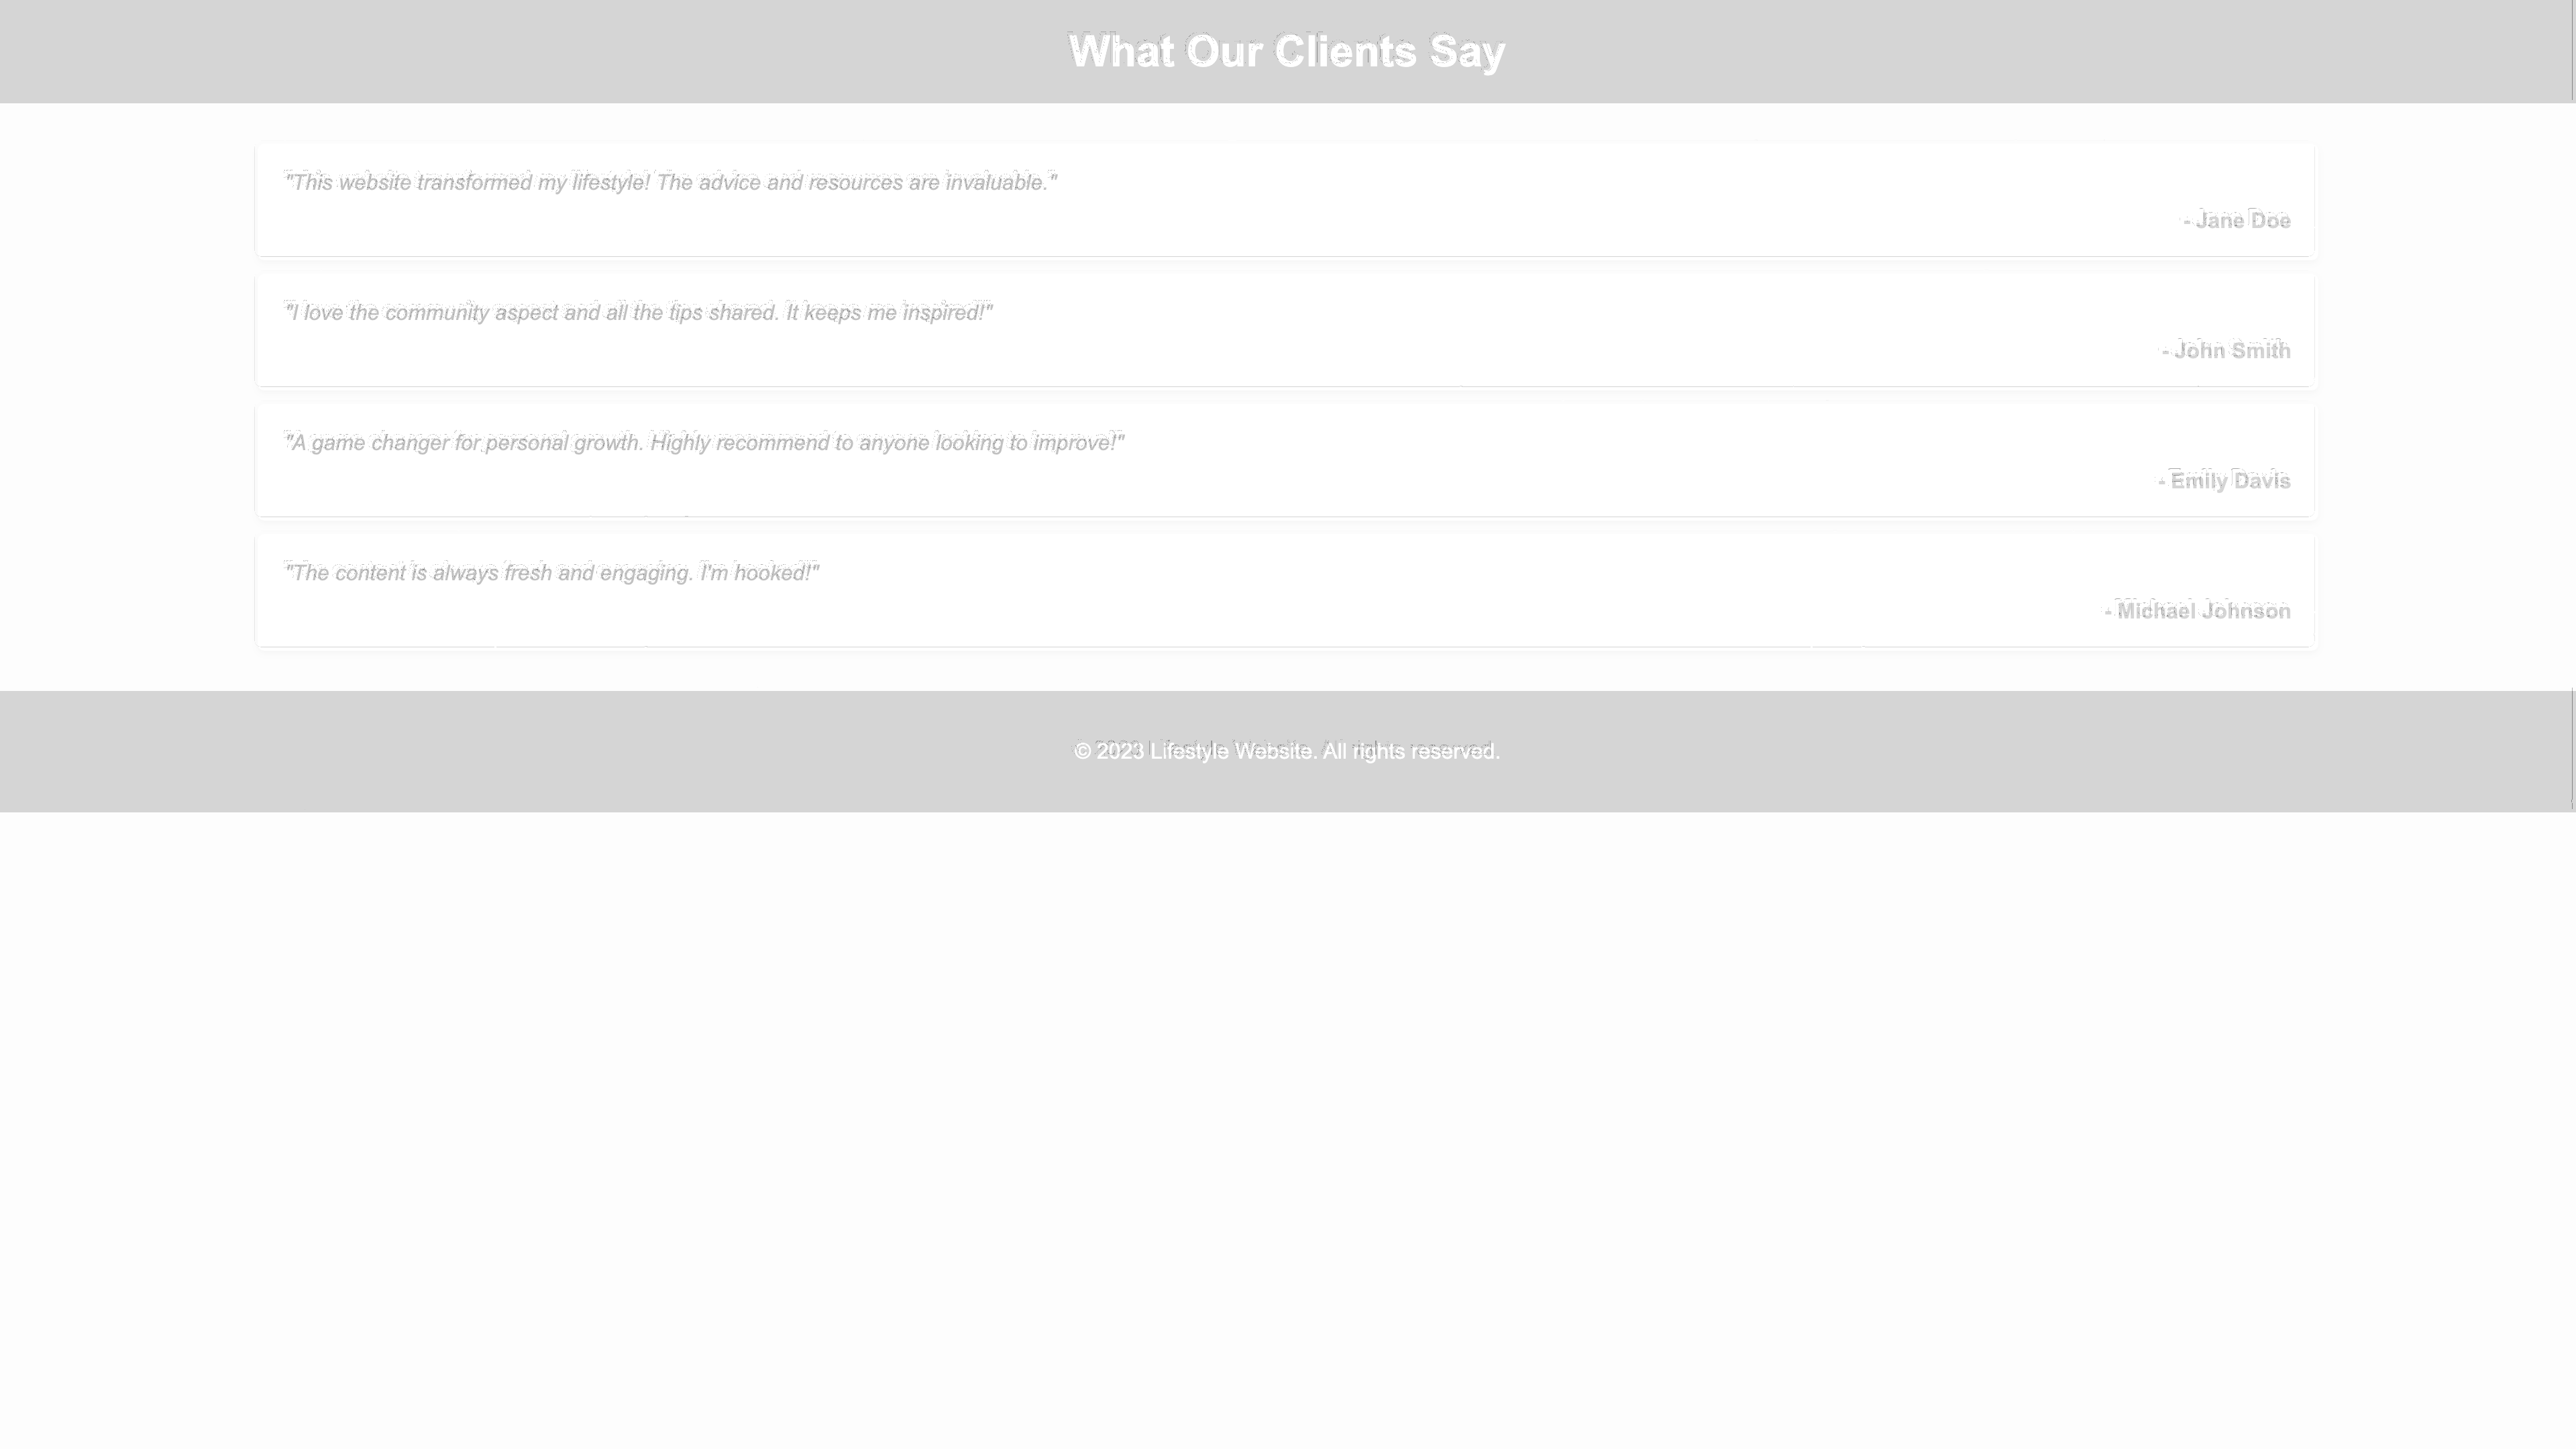 What Our Clients Say
"This website transformed my lifestyle! The advice and resources are invaluable."
- Jane Doe
"I love the community aspect and all the tips shared. It keeps me inspired!"
- John Smith
"A game changer for personal growth. Highly recommend to anyone looking to improve!"
- Emily Davis
"The content is always fresh and engaging. I'm hooked!"
- Michael Johnson
© 2023 Lifestyle Website. All rights reserved.